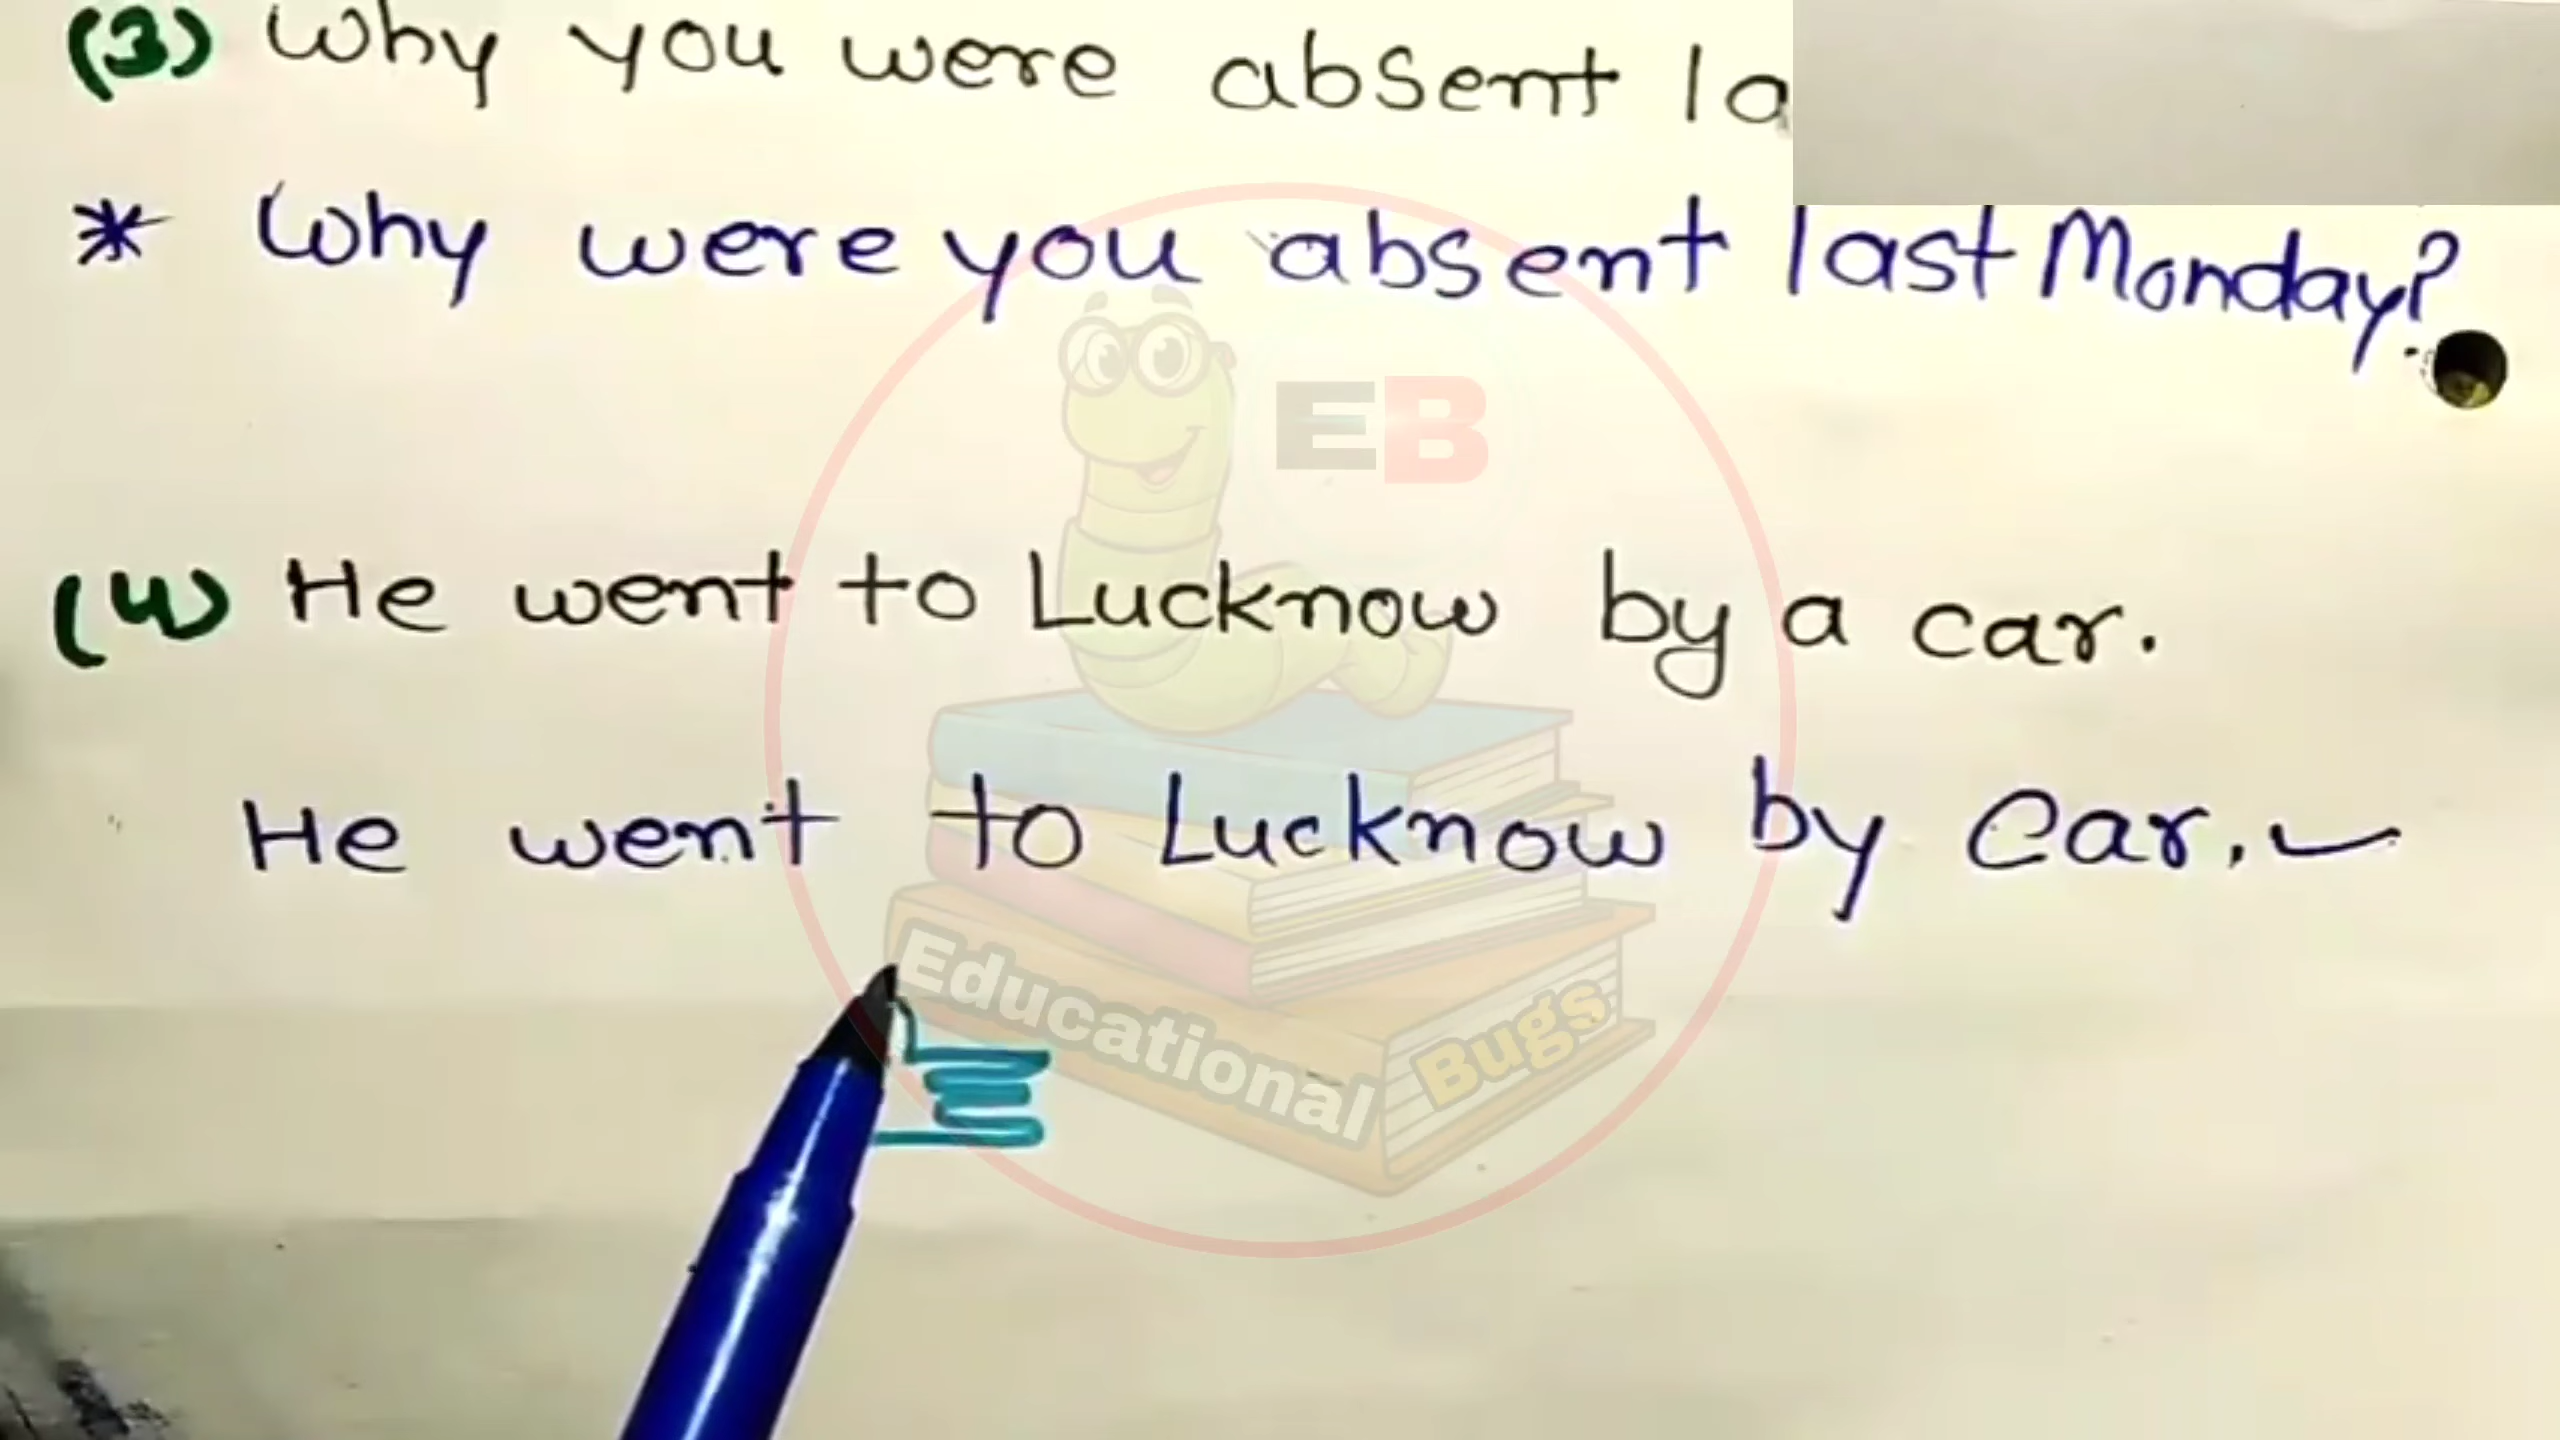 (3) Why you were absent la
* Why were you absent last Monday?
EB
(4) He went to Lucknow by a car.
He went to Lucknow by Car.
Educational Bugs